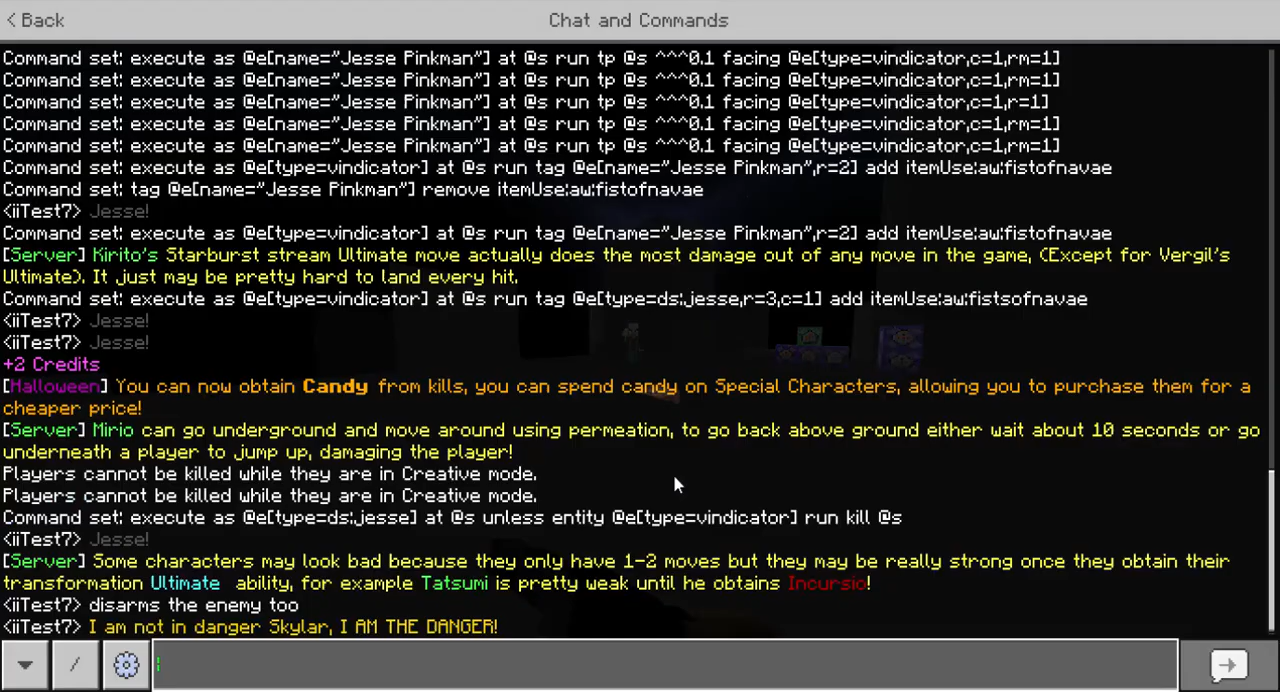 < Back
Chat and Commands
Command set: execute as @e[name="Jesse Pinkman"] at @s run tp @s ^^^0.1 facing @e[type=vindicator,c=1,rm=1]
Command set: execute as @e[name="Jesse Pinkman"] at @s run tp @s ^^^0.1 facing @e[type=vindicator,c=1,rm=1]
Command set: execute as @e[name="Jesse Pinkman"] at @s run tp @s ^^^0.1 facing @e[type=vindicator,c=1,r=1]
Command set: execute as @e[name="Jesse Pinkman"] at @s run tp @s ^^^0.1 facing @e[type=vindicator,c=1,rm=1]
Command set: execute as @e[name="Jesse Pinkman"] at @s run tp @s ^^^0.1 facing @e[type=vindicator,c=1,rm=1]
Command set: execute as @e[type=vindicator] at @s run tag @e[name="Jesse Pinkman",r=2] add itemUse:aw:fistofnavae
Command set: tag @e[name="Jesse Pinkman"] remove itemUse:aw:fistofnavae
<iiTest7> Jesse!
Command set: execute as @e[type=vindicator] at @s run tag @e[name="Jesse Pinkman",r=2] add itemUse:aw:fistofnavae
[Server] Kirito's Starburst stream Ultimate move actually does the most damage out of any move in the game, (Except for Vergil's
Ultimate). It just may be pretty hard to land every hit.
Command set: execute as @e[type=vindicator] at @s run tag @e[type=ds:jesse,r=3,c=1] add itemUse:aw:fistsofnavae
<iiTest7> Jesse!
<iiTest7> Jesse!
+2 Credits
[Halloween] You can now obtain Candy from kills, you can spend candy on Special Characters, allowing you to purchase them for a
cheaper price!
[Server] Mirio can go underground and move around using permeation, to go back above ground either wait about 10 seconds or go
underneath a player to jump up, damaging the player!
Players cannot be killed while they are in Creative mode.
Players cannot be killed while they are in Creative mode.
Command set: execute as @e[type=ds:jesse] at @s unless entity @e[type=vindicator] run kill @s
<iiTest7> Jesse!
[Server] Some characters may look bad because they only have 1-2 moves but they may be really strong once they obtain their
transformation Ultimate ability, for example Tatsumi is pretty weak until he obtains Incursio!
<iiTest7> disarms the enemy too
<iiTest7> I am not in danger Skylar, I AM THE DANGER!
/